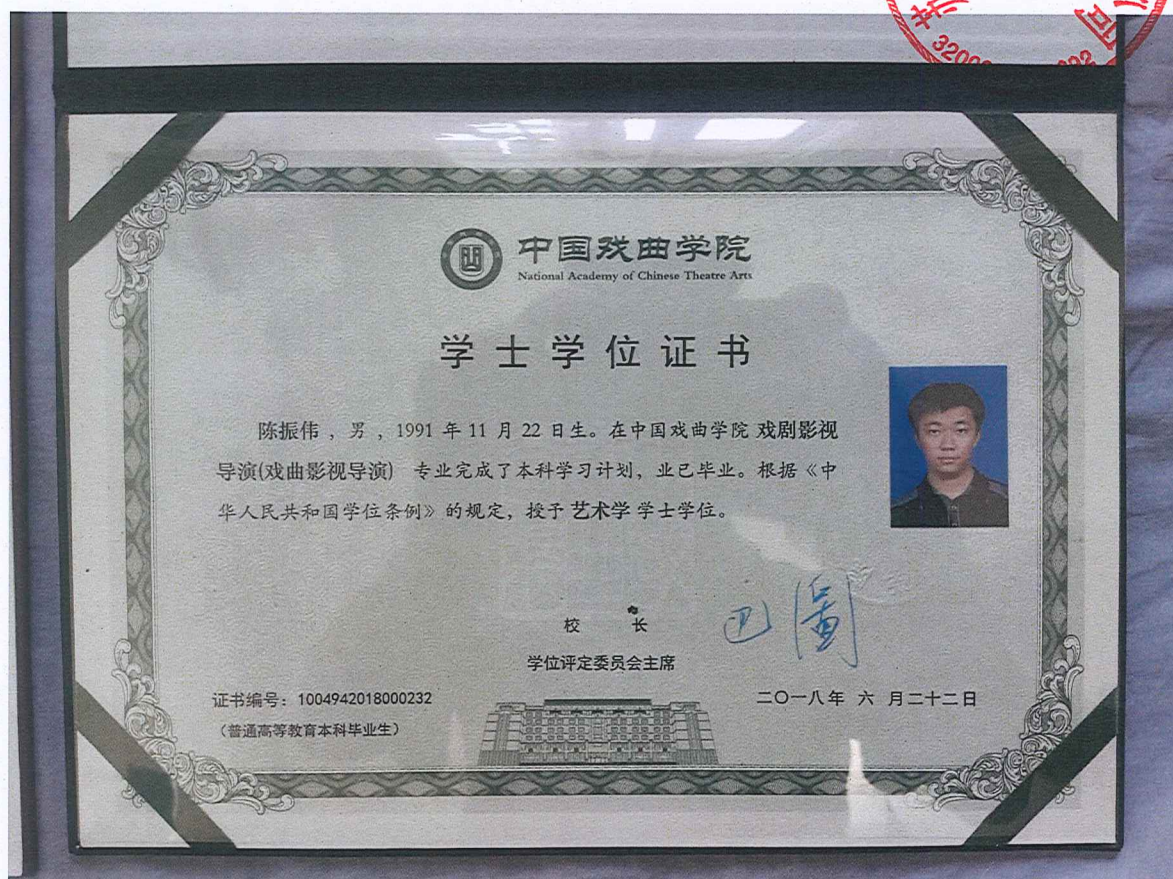 3209
中国戏曲学院
National Academy of Chinese Theatre Arts
学士学位证书
陈振伟，男，1991 年 11 月 22 日生。在中国戏曲学院 戏剧影视
导演(戏曲影视导演) 专业完成了本科学习计划，业已毕业。根据《中
华人民共和国学位条例》的规定，授予 艺术学 学士学位。
校 长
巴圖
学位评定委员会主席
证书编号：1004942018000232
二〇一八年 六 月二十二日
（普通高等教育本科毕业生）